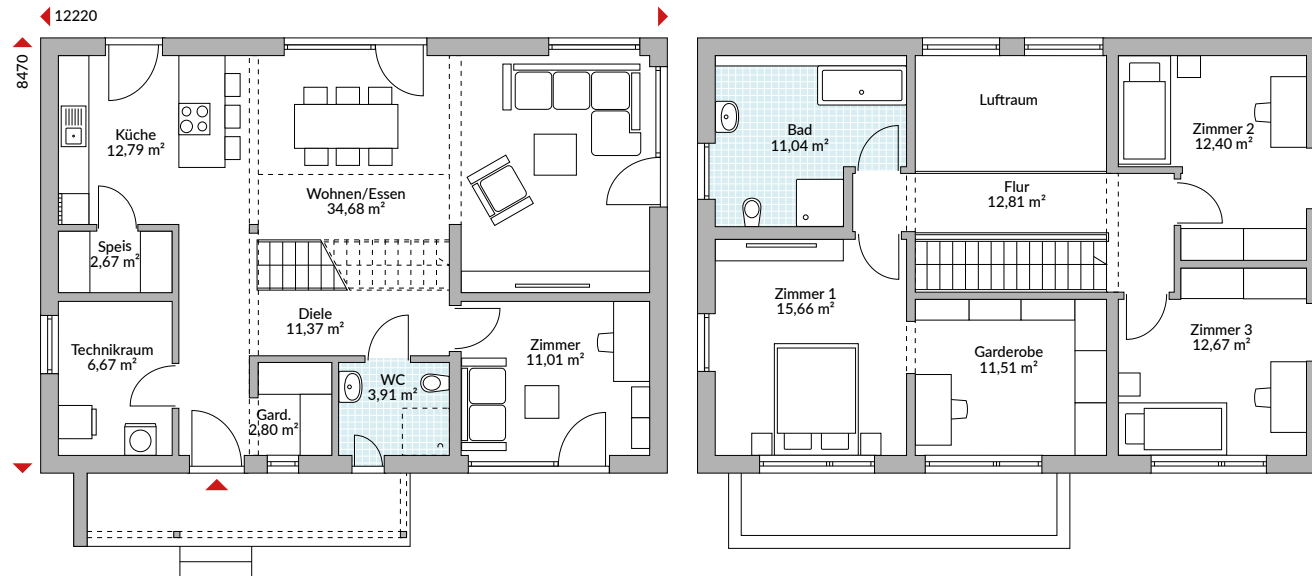 12220
8470
Küche
12,79 m²
Wohnen/Essen
34,68 m²
Speis
2,67 m²
Diele
11,37 m²
Technikraum
6,67 m²
WC
3,91 m²
Gard.
2,80 m²
Zimmer
11,01 m²
Bad
11,04 m²
Luftraum
Zimmer 2
12,40 m²
Flur
12,81 m²
Zimmer 1
15,66 m²
Garderobe
11,51 m²
Zimmer 3
12,67 m²